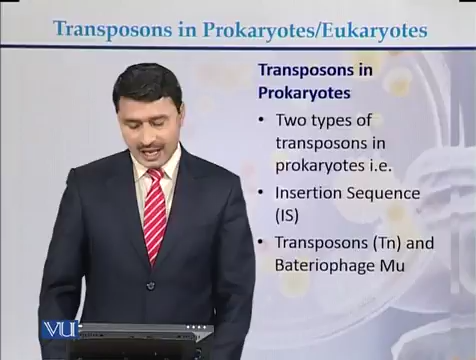 Transposons in Prokaryotes/Eukaryotes
Transposons in
Prokaryotes
• Two types of
transposons in
prokaryotes i.e.
• Insertion Sequence
(IS)
• Transposons (Tn) and
Bateriophage Mu
VU